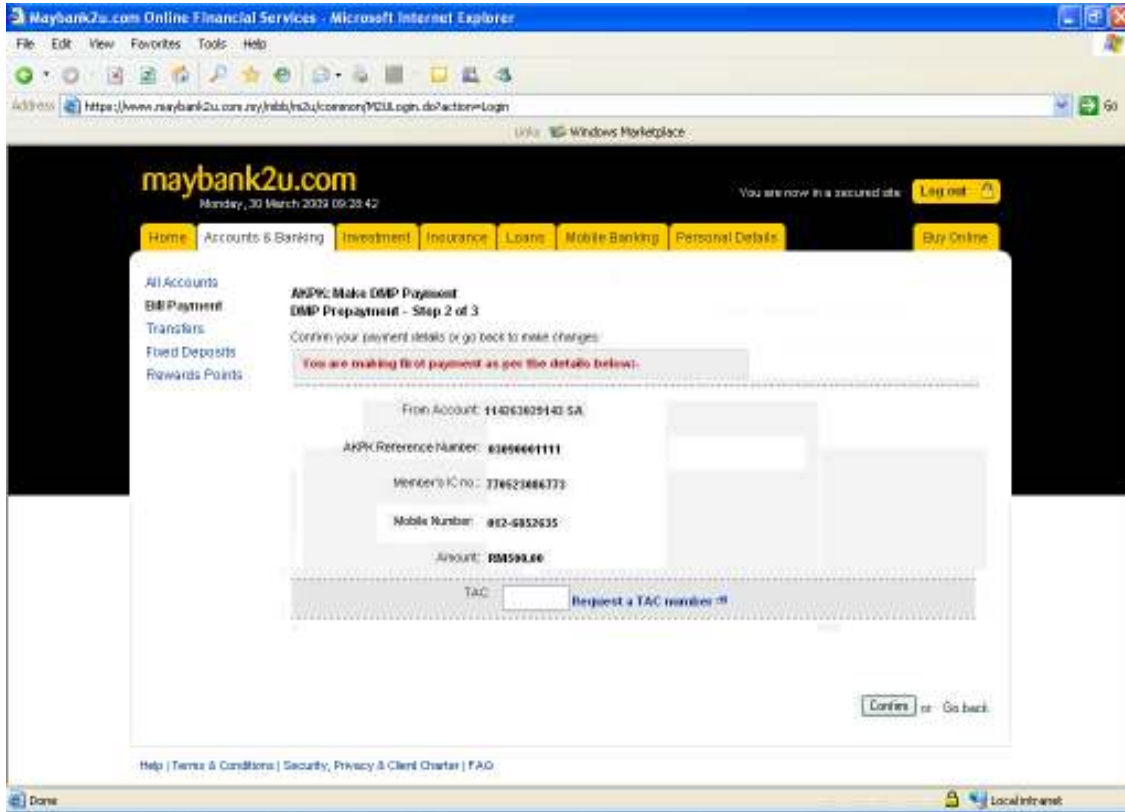 Maybank2u.com Online Financial Services - Microsoft Internet Explorer
File Edit View Favorites Tools Help
Address https://www.maybank2u.com.my/mbb/m2u/common/M2ULogin.do?action=Login Go
Links Windows Marketplace
maybank2u.com
Monday, 30 March 2009 09:28:42
You are now in a secured site Log out
Home Accounts & Banking Investment Insurance Loans Mobile Banking Personal Details Buy Online
All Accounts
Bill Payment
Transfers
Fixed Deposits
Rewards Points
AKPK: Make DMP Payment
DMP Prepayment - Step 2 of 3
Confirm your payment details or go back to make changes
You are making first payment as per the details below:-
From Account: 114263029143 SA
AKPK Reference Number: 03090001111
Member's IC no.: 770523086773
Mobile Number: 012-6852635
Amount: RM500.00
TAC: Request a TAC number
Confirm or Go back
Help | Terms & Conditions | Security, Privacy & Client Charter | FAQ
Done Local intranet